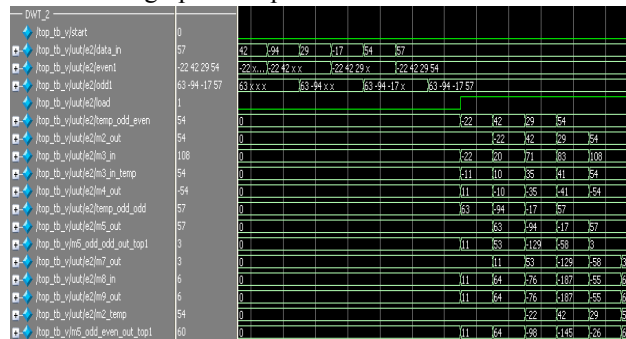 DWT_2
/top_tb_v/start 0
/top_tb_v/uut/e2/data_in 57 42 -94 29 -17 54 57
/top_tb_v/uut/e2/even1 -22 42 29 54 -22 x... -22 42 x x -22 42 29 x -22 42 29 54
/top_tb_v/uut/e2/odd1 63 -94 -17 57 63 x x x 63 -94 x x 63 -94 -17 x 63 -94 -17 57
/top_tb_v/uut/e2/load 1
/top_tb_v/uut/e2/temp_odd_even 54 0 -22 42 29 54
/top_tb_v/uut/e2/m2_out 54 0 -22 42 29 54
/top_tb_v/uut/e2/m3_in 108 0 -22 20 71 83 108
/top_tb_v/uut/e2/m3_in_temp 54 0 -11 10 35 41 54
/top_tb_v/uut/e2/m4_out -54 0 11 -10 -35 -41 -54
/top_tb_v/uut/e2/temp_odd_odd 57 0 63 -94 -17 57
/top_tb_v/uut/e2/m5_out 57 0 63 -94 -17 57
/top_tb_v/m5_odd_odd_out_top1 3 0 11 53 -129 -58 3
/top_tb_v/uut/e2/m7_out 3 0 11 53 -129 -58 3
/top_tb_v/uut/e2/m8_in 6 0 11 64 -76 -187 -55 6
/top_tb_v/uut/e2/m9_out 6 0 11 64 -76 -187 -55 6
/top_tb_v/uut/e2/m2_temp 54 0 -22 42 29 5
/top_tb_v/m5_odd_even_out_top1 60 0 11 64 -98 -145 -26 6